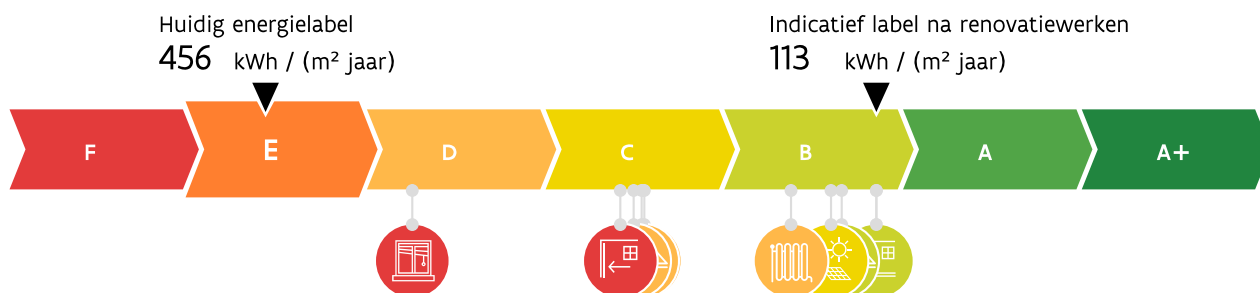 Huidig energielabel
456 kWh / (m² jaar)
Indicatief label na renovatiewerken
113 kWh / (m² jaar)
F E D C B A A+